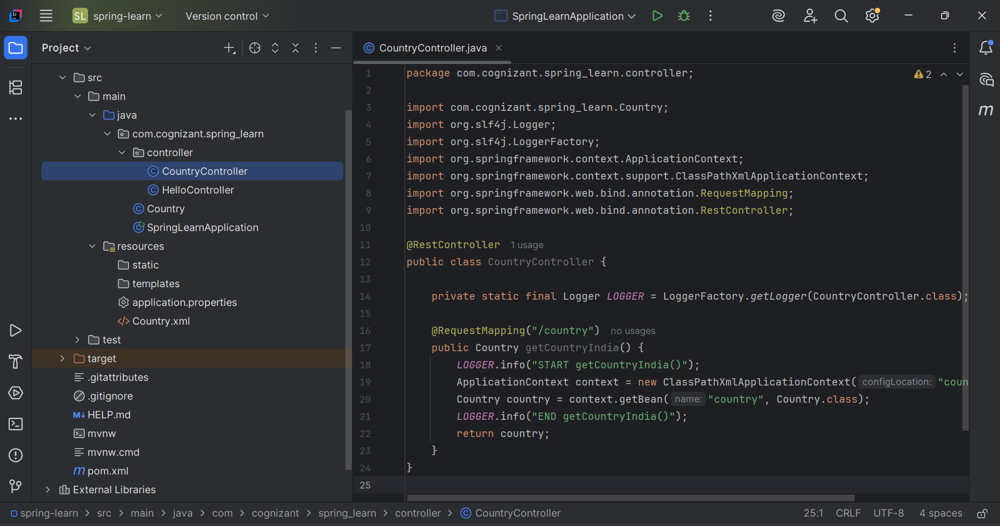 SL spring-learn Version control SpringLearnApplication
Project
CountryController.java
src
main
java
com.cognizant.spring_learn
controller
CountryController
HelloController
Country
SpringLearnApplication
resources
static
templates
application.properties
Country.xml
test
target
.gitattributes
.gitignore
M↓ HELP.md
mvnw
mvnw.cmd
m pom.xml
External Libraries
1 package com.cognizant.spring_learn.controller;
2
3 import com.cognizant.spring_learn.Country;
4 import org.slf4j.Logger;
5 import org.slf4j.LoggerFactory;
6 import org.springframework.context.ApplicationContext;
7 import org.springframework.context.support.ClassPathXmlApplicationContext;
8 import org.springframework.web.bind.annotation.RequestMapping;
9 import org.springframework.web.bind.annotation.RestController;
10
11 @RestController 1 usage
12 public class CountryController {
13
14 private static final Logger LOGGER = LoggerFactory.getLogger(CountryController.class);
15
16 @RequestMapping("/country") no usages
17 public Country getCountryIndia() {
18 LOGGER.info("START getCountryIndia()");
19 ApplicationContext context = new ClassPathXmlApplicationContext( configLocation: "coun
20 Country country = context.getBean( name: "country", Country.class);
21 LOGGER.info("END getCountryIndia()");
22 return country;
23 }
24 }
25
2
m
spring-learn > src > main > java > com > cognizant > spring_learn > controller > CountryController
25:1 CRLF UTF-8 4 spaces